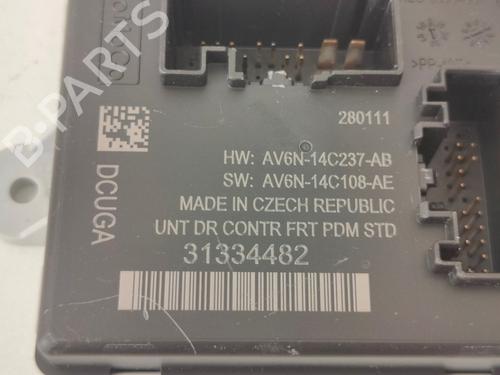 B-PARTS
280111
HW: AV6N-14C237-AB
SW: AV6N-14C108-AE
MADE IN CZECH REPUBLIC
UNT DR CONTR FRT PDM STD
31334482
DCUGA